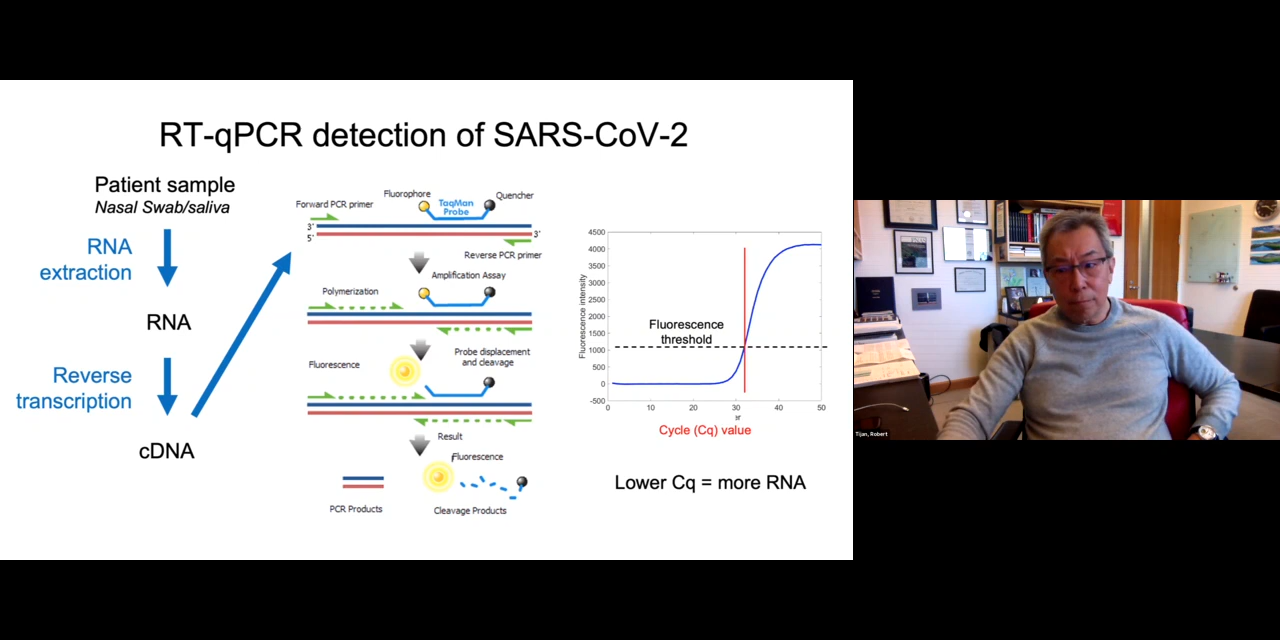 RT-qPCR detection of SARS-CoV-2
Patient sample
Nasal Swab/saliva
RNA
extraction
RNA
Reverse
transcription
cDNA
Fluorophore
Quencher
TaqMan
Probe
Forward PCR primer
3'
5'
3'
Reverse PCR primer
Amplification Assay
Polymerization
Probe displacement
and cleavage
Fluorescence
Result
Fluorescence
PCR Products
Cleavage Products
Fluorescence intensity
4500
4000
3500
3000
2500
2000
1500
1000
500
0
-500
0
10
20
30
40
50
Fluorescence
threshold
Cycle (Cq) value
Lower Cq = more RNA
Tjian, Robert